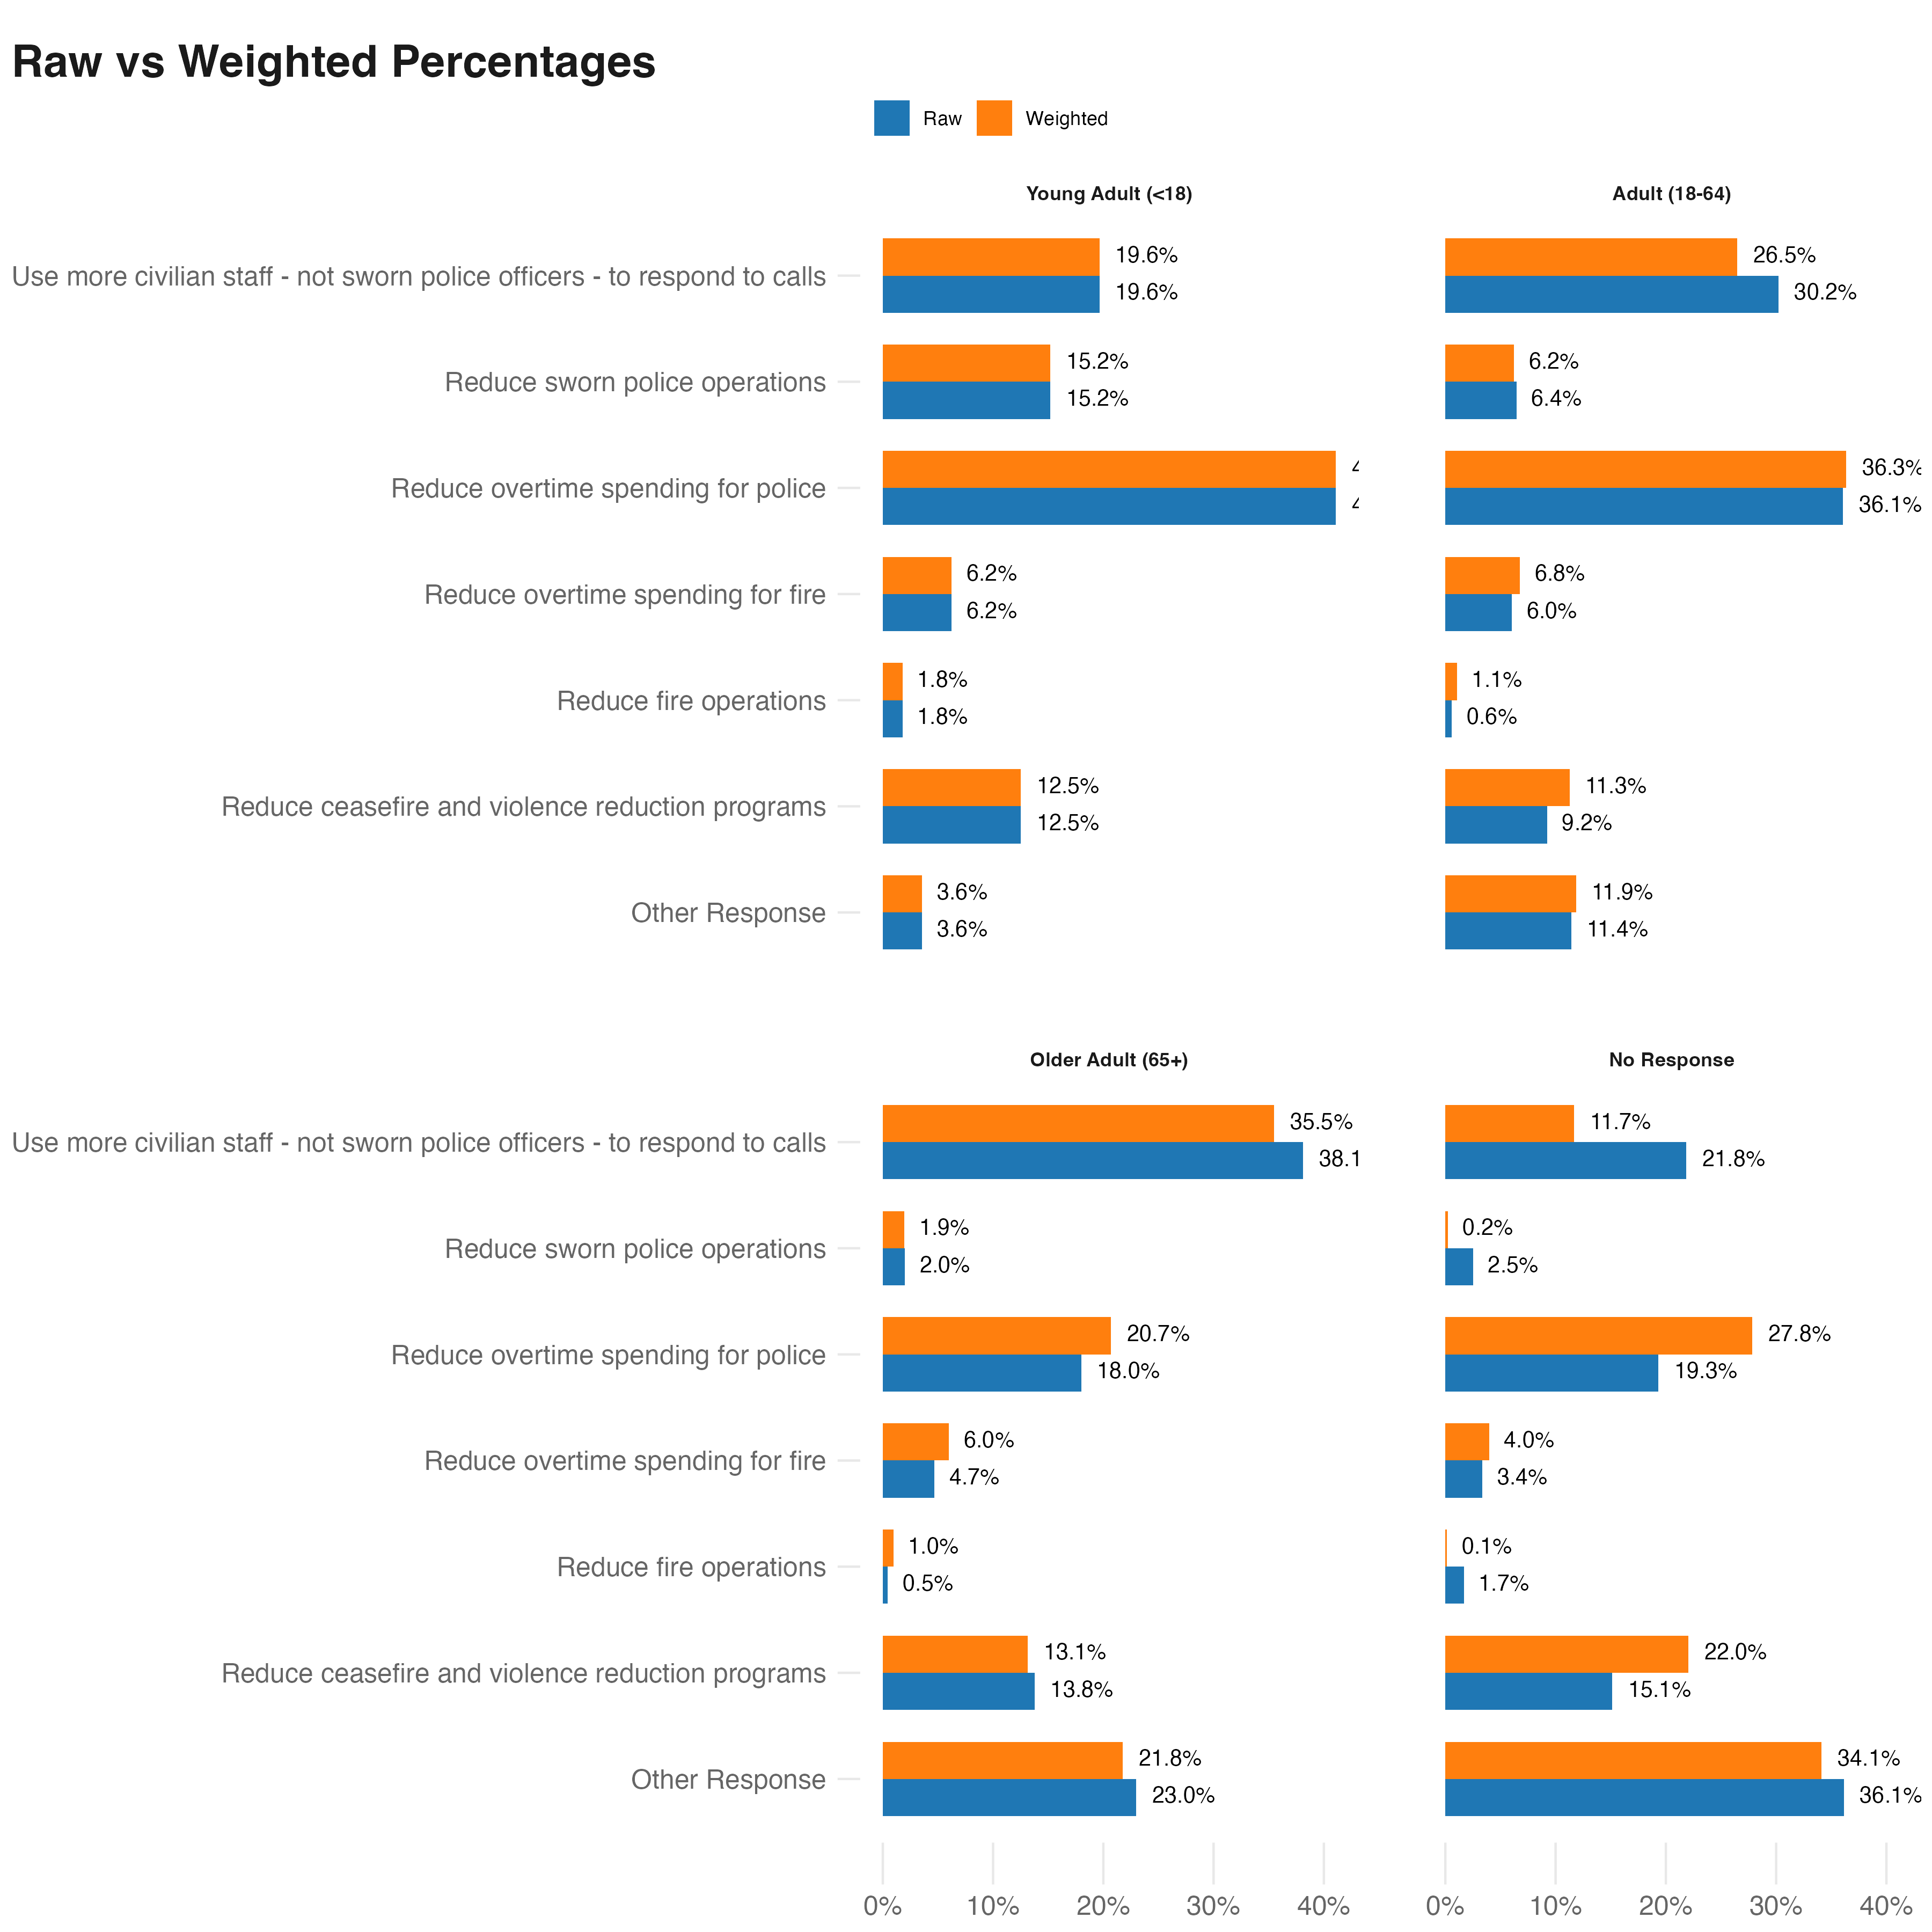 Raw vs Weighted Percentages
Raw Weighted
Young Adult (<18) Adult (18-64)
Use more civilian staff - not sworn police officers - to respond to calls 19.6% 26.5%
19.6% 30.2%
Reduce sworn police operations 15.2% 6.2%
15.2% 6.4%
Reduce overtime spending for police 4 36.3%
4 36.1%
Reduce overtime spending for fire 6.2% 6.8%
6.2% 6.0%
Reduce fire operations 1.8% 1.1%
1.8% 0.6%
Reduce ceasefire and violence reduction programs 12.5% 11.3%
12.5% 9.2%
Other Response 3.6% 11.9%
3.6% 11.4%
Older Adult (65+) No Response
Use more civilian staff - not sworn police officers - to respond to calls 35.5% 11.7%
38.1 21.8%
Reduce sworn police operations 1.9% 0.2%
2.0% 2.5%
Reduce overtime spending for police 20.7% 27.8%
18.0% 19.3%
Reduce overtime spending for fire 6.0% 4.0%
4.7% 3.4%
Reduce fire operations 1.0% 0.1%
0.5% 1.7%
Reduce ceasefire and violence reduction programs 13.1% 22.0%
13.8% 15.1%
Other Response 21.8% 34.1%
23.0% 36.1%
0% 10% 20% 30% 40% 0% 10% 20% 30% 40%